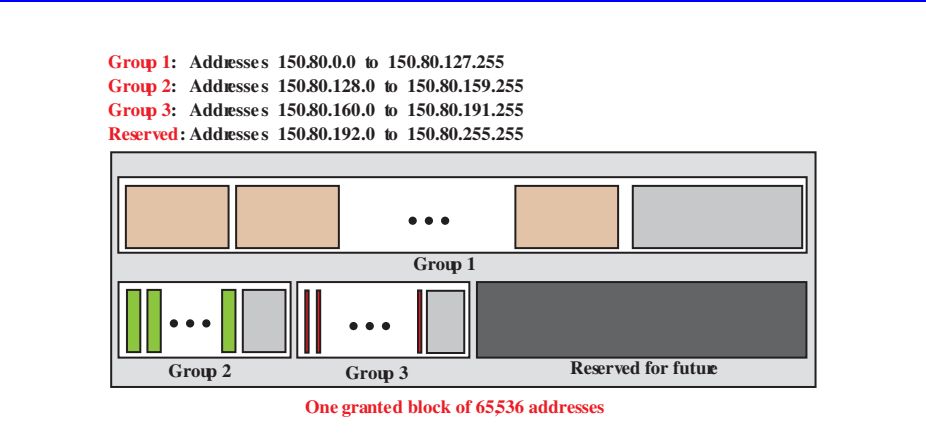 Group 1: Addresses 150.80.0.0 to 150.80.127.255
Group 2: Addresses 150.80.128.0 to 150.80.159.255
Group 3: Addresses 150.80.160.0 to 150.80.191.255
Reserved: Addresses 150.80.192.0 to 150.80.255.255
Group 1
Group 2
Group 3
Reserved for future
One granted block of 65,536 addresses